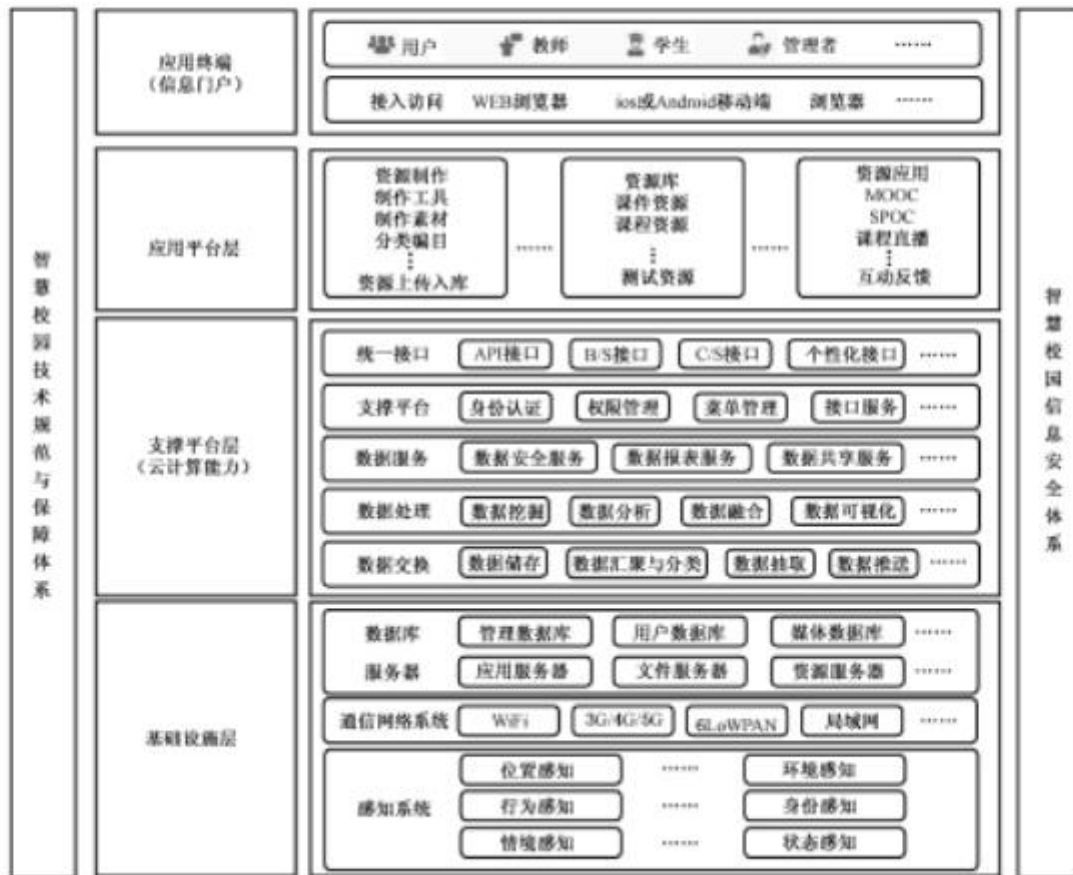 智慧校园技术规范与保障体系
应用终端
（信息门户）
用户 教师 学生 管理者 ……
接入访问 WEB浏览器 ios或Android移动端 浏览器 ……
应用平台层
资源制作
制作工具
制作素材
分类编目
⋮
资源上传入库
……
资源库
课件资源
课程资源
⋮
测试资源
……
资源应用
MOOC
SPOC
课程直播
⋮
互动反馈
支撑平台层
（云计算能力）
统一接口 API接口 B/S接口 C/S接口 个性化接口 ……
支撑平台 身份认证 权限管理 菜单管理 接口服务 ……
数据服务 数据安全服务 数据报表服务 数据共享服务 ……
数据处理 数据挖掘 数据分析 数据融合 数据可视化 ……
数据交换 数据储存 数据汇聚与分类 数据抽取 数据推送 ……
基础设施层
数据库 管理数据库 用户数据库 媒体数据库 ……
服务器 应用服务器 文件服务器 资源服务器 ……
通信网络系统 WiFi 3G/4G/5G 6LoWPAN 局域网 ……
感知系统
位置感知 …… 环境感知
行为感知 …… 身份感知
情境感知 …… 状态感知
智慧校园信息安全体系